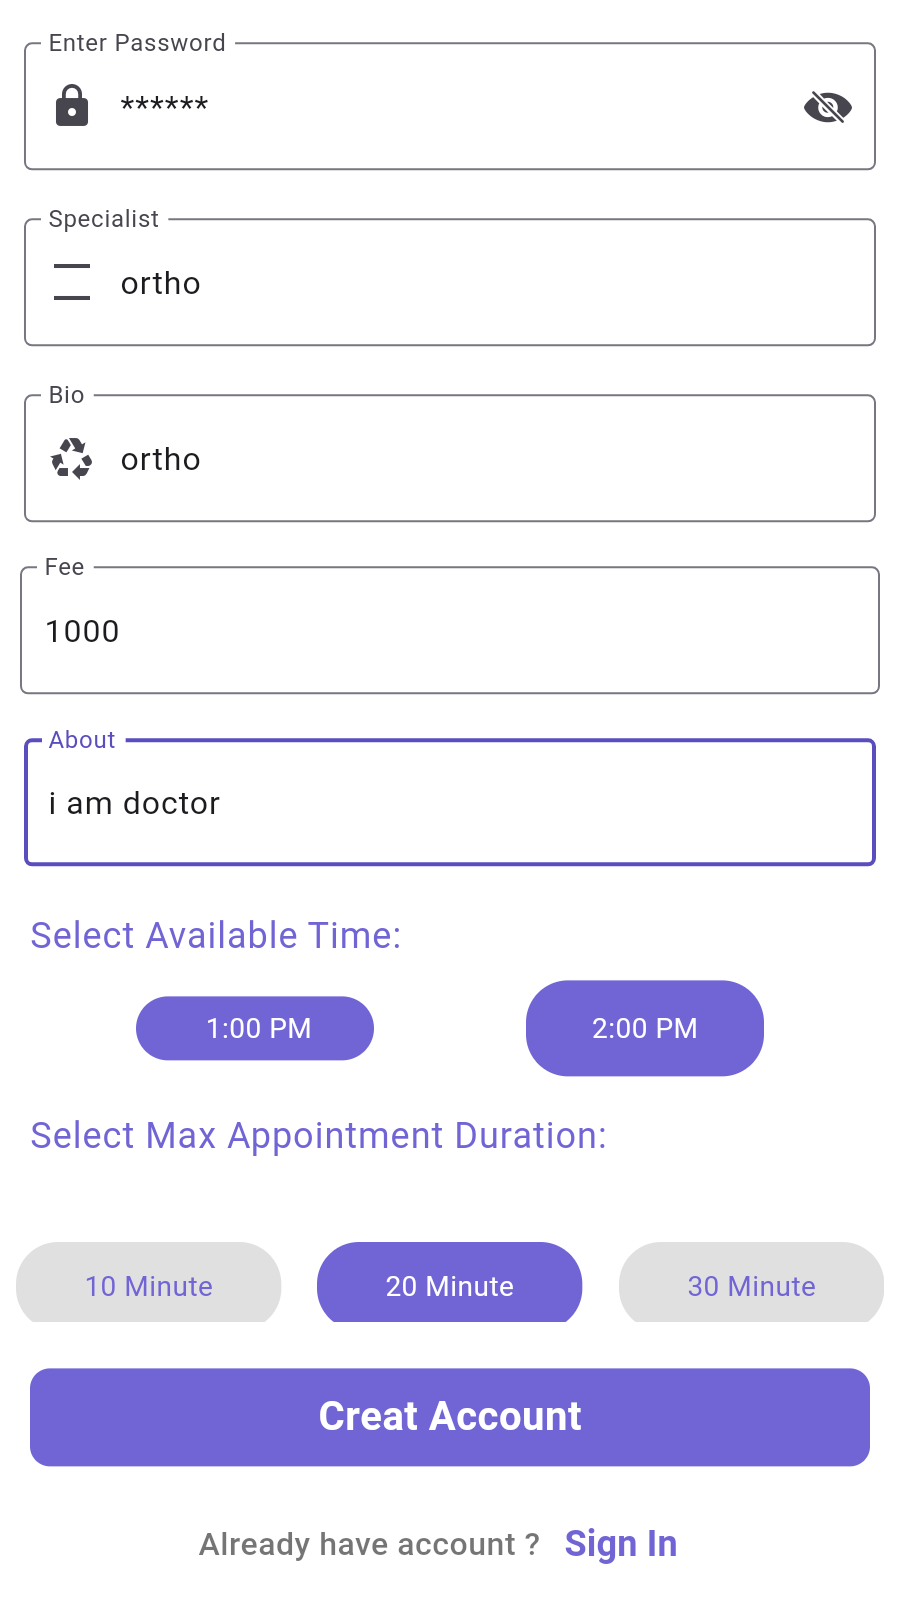 Enter Password
******
Specialist
ortho
Bio
ortho
Fee
1000
About
i am doctor
Select Available Time:
1:00 PM 2:00 PM
Select Max Appointment Duration:
10 Minute 20 Minute 30 Minute
Creat Account
Already have account ? Sign In